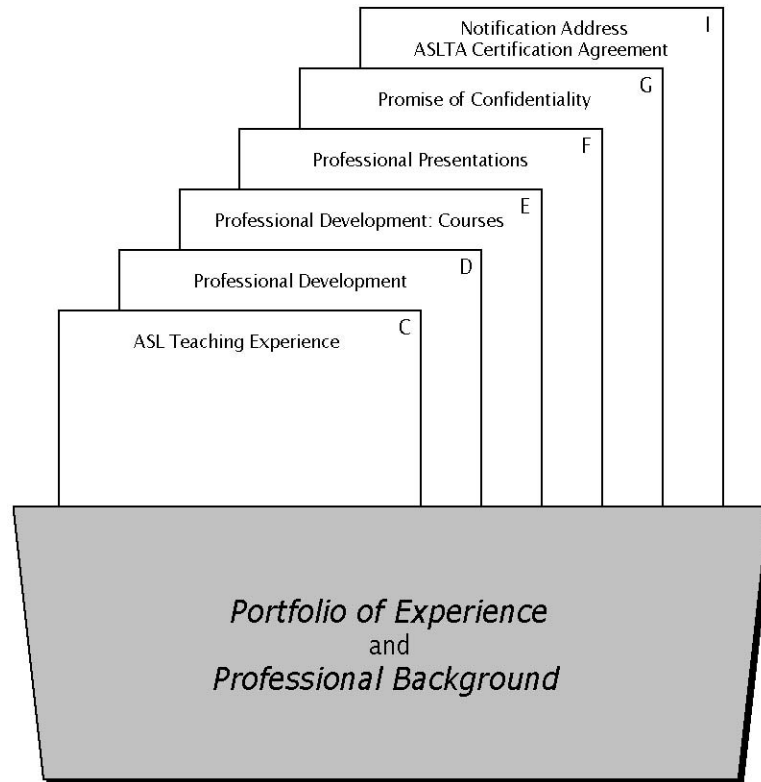 Notification Address I
ASLTA Certification Agreement
G
Promise of Confidentiality
F
Professional Presentations
E
Professional Development: Courses
D
Professional Development
C
ASL Teaching Experience
Portfolio of Experience
and
Professional Background